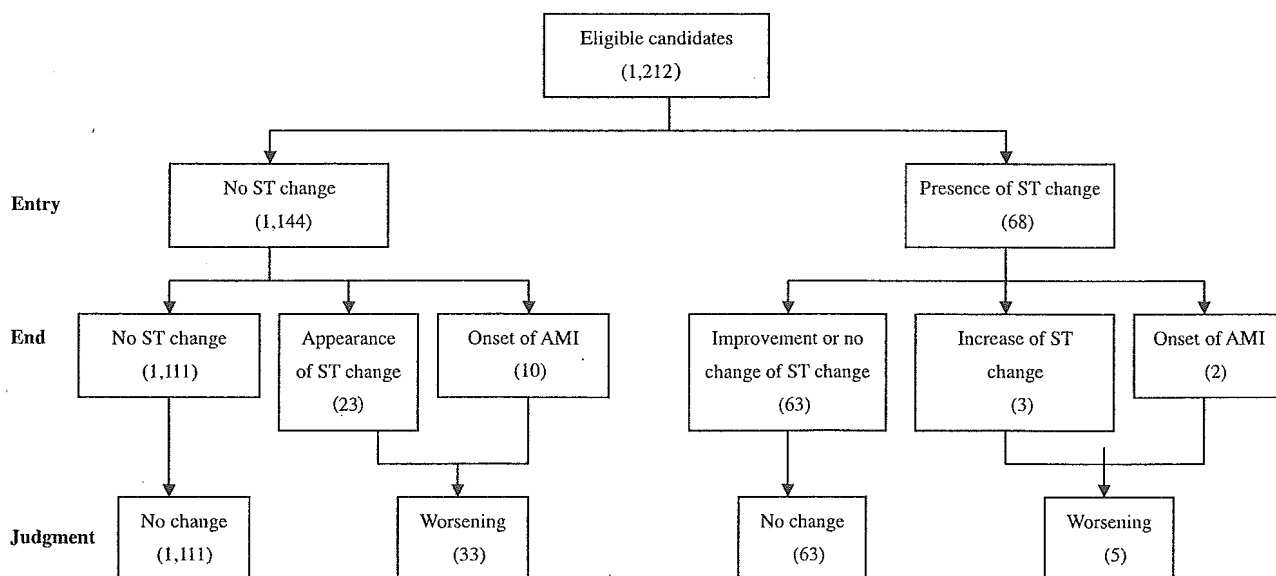 Eligible candidates
(1,212)
Entry
No ST change
(1,144)
Presence of ST change
(68)
End
No ST change
(1,111)
Appearance
of ST change
(23)
Onset of AMI
(10)
Improvement or no
change of ST change
(63)
Increase of ST
change
(3)
Onset of AMI
(2)
Judgment
No change
(1,111)
Worsening
(33)
No change
(63)
Worsening
(5)